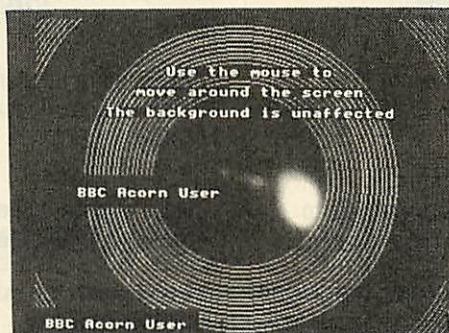 Use the mouse to
move around the screen
The background is unaffected
BBC Acorn User
BBC Acorn User